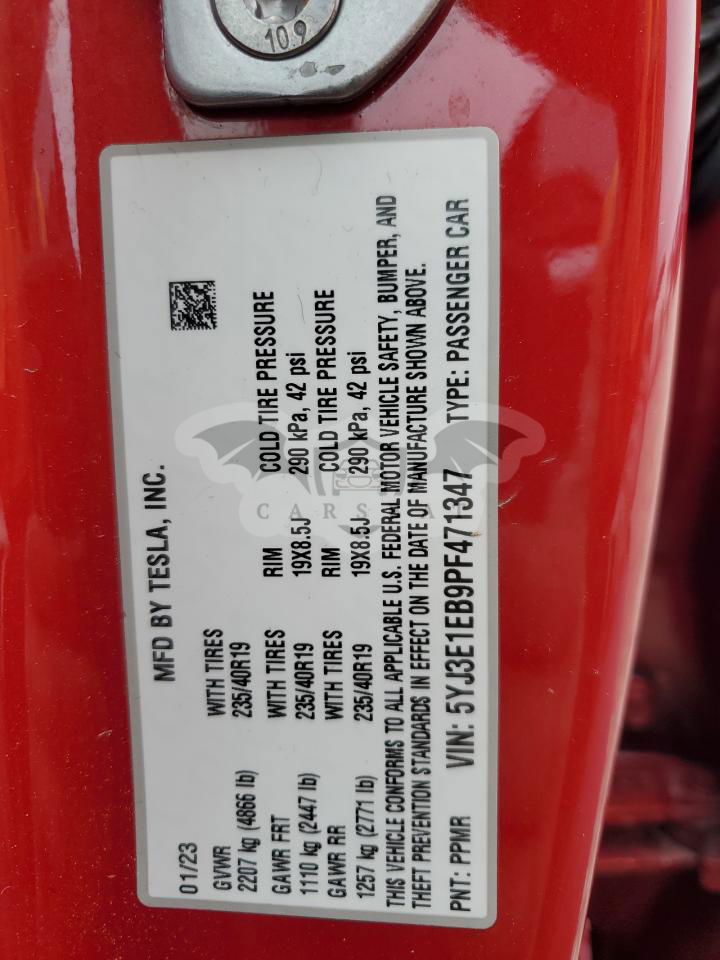 10.9
MFD BY TESLA, INC.
01/23
GVWR WITH TIRES
2207 kg (4866 lb) 235/40R19
GAWR FRT WITH TIRES RIM COLD TIRE PRESSURE
1110 kg (2447 lb) 235/40R19 19X8.5J 290 kPa, 42 psi
GAWR RR WITH TIRES RIM COLD TIRE PRESSURE
1257 kg (2771 lb) 235/40R19 19X8.5J 290 kPa, 42 psi
THIS VEHICLE CONFORMS TO ALL APPLICABLE U.S. FEDERAL MOTOR VEHICLE SAFETY, BUMPER, AND
THEFT PREVENTION STANDARDS IN EFFECT ON THE DATE OF MANUFACTURE SHOWN ABOVE.
PNT: PPMR VIN: 5YJ3E1EB9PF471347 TYPE: PASSENGER CAR